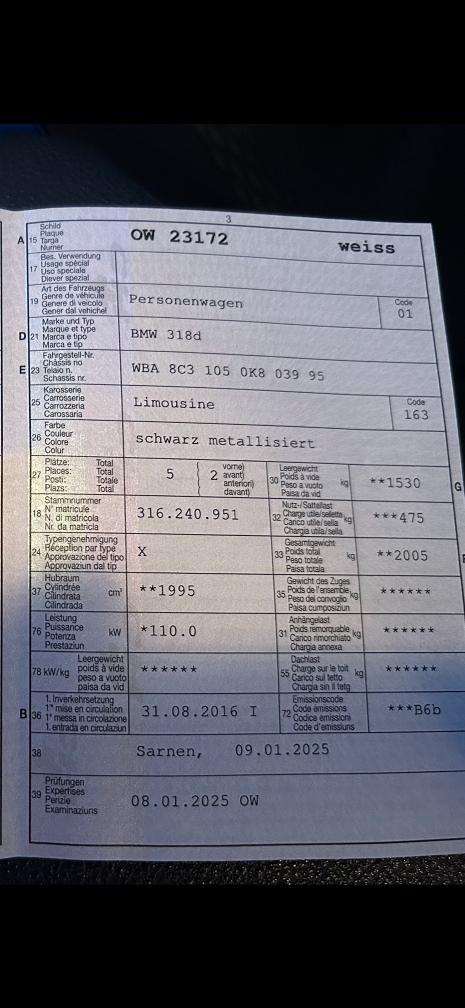 3
A 15 Schild
Plaque
Targa
Numer
OW 23172 weiss
17 Bes. Verwendung
Usage spécial
Uso speciale
Diever spezial
19 Art des Fahrzeugs
Genre de véhicule
Genere di veicolo
Gener dal vehichel
Personenwagen
Code
01
D 21 Marke und Typ
Marque et type
Marca e tipo
Marca e tip
BMW 318d
E 23 Fahrgestell-Nr.
Châssis no
Telaio n.
Schassis nr.
WBA 8C3 105 0K8 039 95
25 Karosserie
Carrosserie
Carrozzeria
Carossaria
Limousine
Code
163
26 Farbe
Couleur
Colore
Colur
schwarz metallisiert
27 Plätze: Total
Places: Total
Posti: Totale
Plazs: Total
5 ( 2 vorne)
avant)
anteriori)
davant)
30 Leergewicht
Poids à vide
Peso a vuoto
Paisa da vid
kg
**1530
G
18 Stammnummer
N° matricule
N. di matricola
Nr. da matricla
316.240.951
32 Nutz-/Sattellast
Charge utile/sellette
Carico utile/sella
Chargia utila/sella
kg
***475
24 Typengenehmigung
Réception par type
Approvazione del tipo
Approvaziun dal tip
X
33 Gesamtgewicht
Poids total
Peso totale
Paisa totala
kg
**2005
37 Hubraum
Cylindrée
Cilindrata
Cilindrada
cm³
**1995
35 Gewicht des Zuges
Poids de l'ensemble
Peso del convoglio
Paisa cumposiziun
kg
******
76 Leistung
Puissance
Potenza
Prestaziun
kW
*110.0
31 Anhängelast
Poids remorquable
Carico rimorchiato
Chargia annexa
kg
******
78 kW/kg Leergewicht
poids à vide
peso a vuoto
paisa da vid
******
55 Dachlast
Charge sur le toit
Carico sul tetto
Chargia sin il tetg
kg
******
B 36 1. Inverkehrsetzung
1re mise en circulation
1a messa in circolazione
1. entrada en circulaziun
31.08.2016 I
72 Emissionscode
Code émissions
Codice emissioni
Code d'emissiuns
***B6b
38 Sarnen, 09.01.2025
39 Prüfungen
Expertises
Perizie
Examinaziuns
08.01.2025 OW